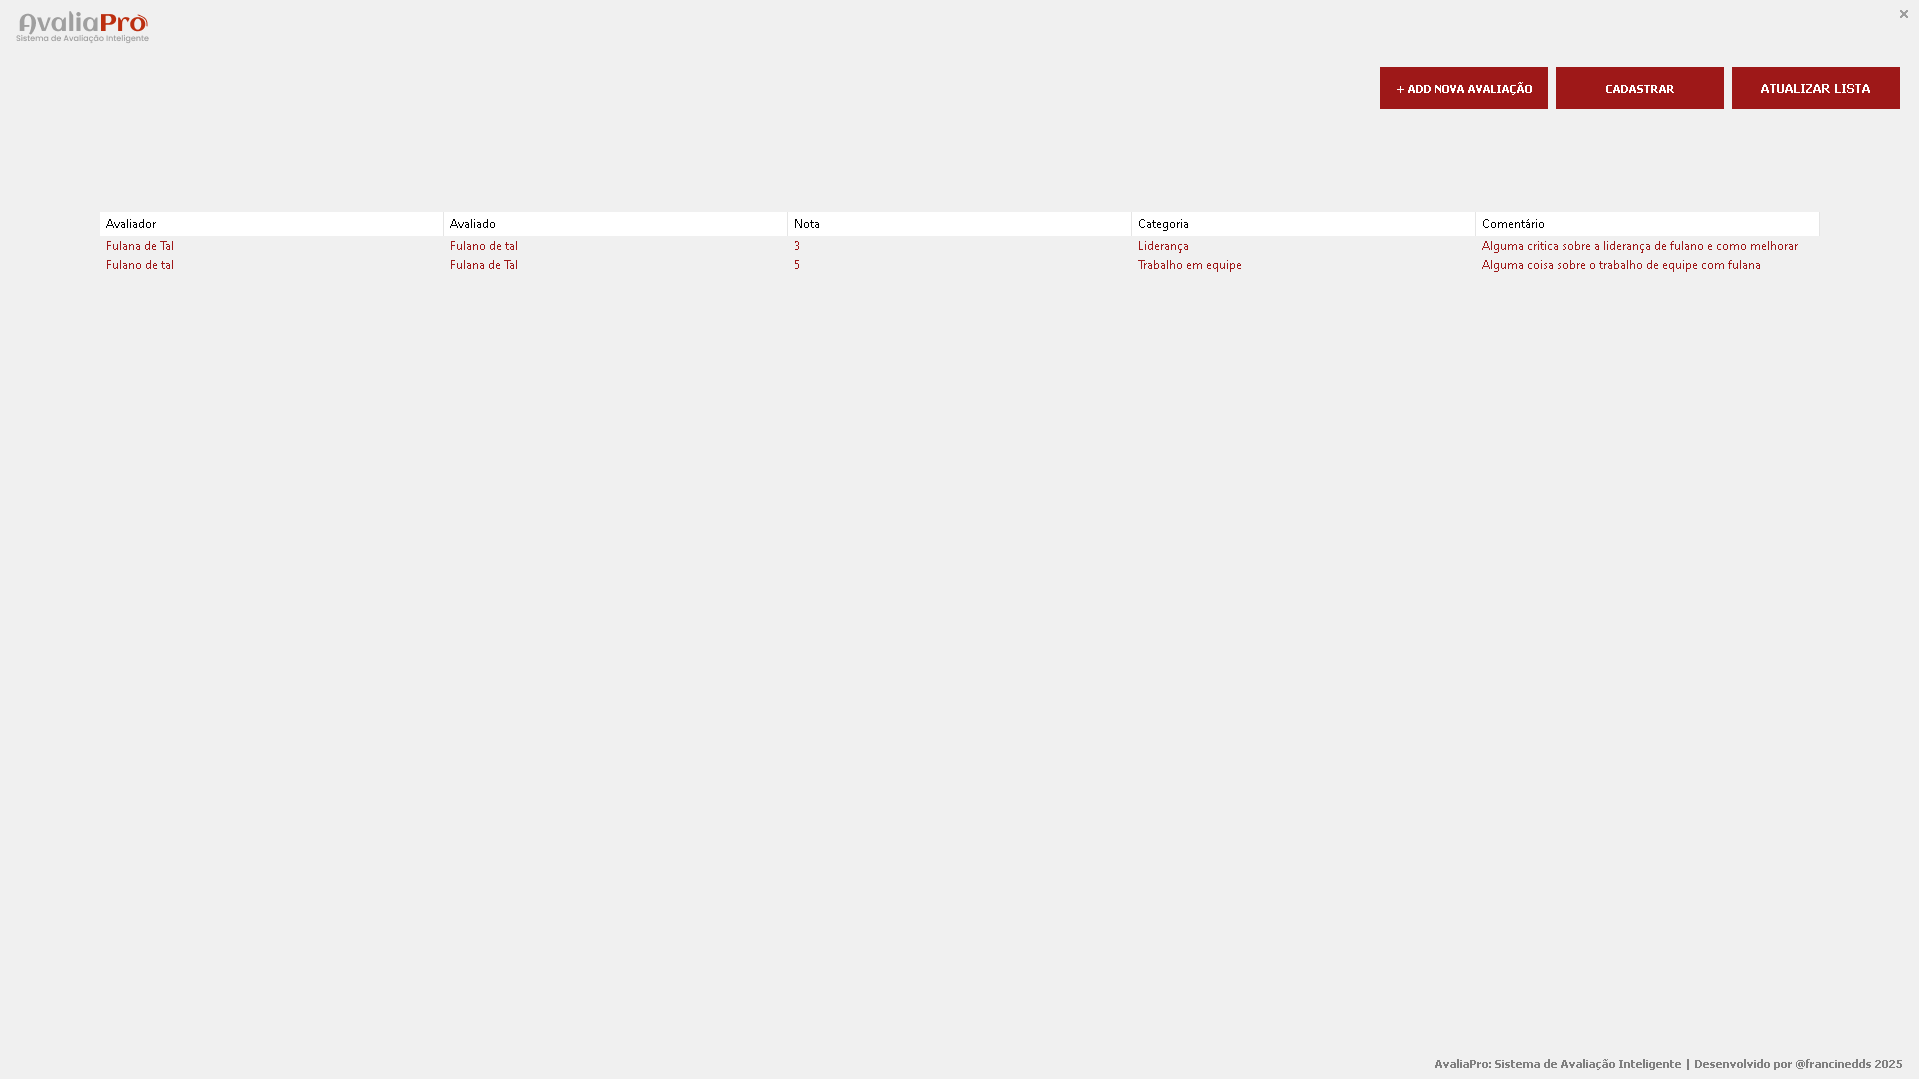 AvaliaPro
Sistema de Avaliação Inteligente
×
+ ADD NOVA AVALIAÇÃO CADASTRAR ATUALIZAR LISTA
Avaliador Avaliado Nota Categoria Comentário
Fulana de Tal Fulano de tal 3 Liderança Alguma critica sobre a liderança de fulano e como melhorar
Fulano de tal Fulana de Tal 5 Trabalho em equipe Alguma coisa sobre o trabalho de equipe com fulana
AvaliaPro: Sistema de Avaliação Inteligente | Desenvolvido por @francinedds 2025